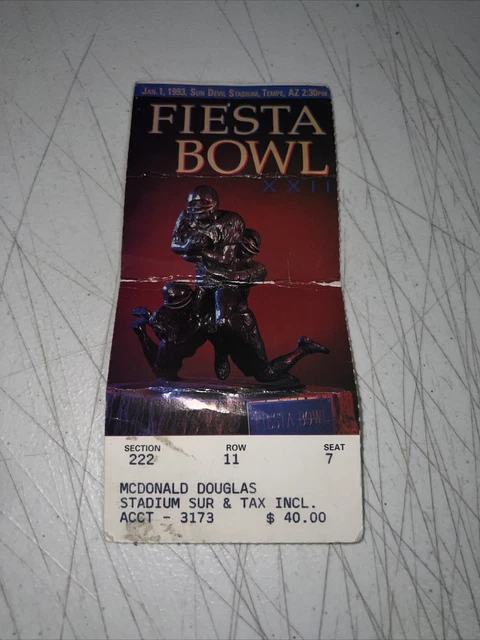 JAN. 1, 1993, SUN DEVIL STADIUM, TEMPE, AZ 2:30PM
FIESTA
BOWL
XXII
FIESTA BOWL
SECTION ROW SEAT
222 11 7
MCDONALD DOUGLAS
STADIUM SUR & TAX INCL.
ACCT - 3173 $ 40.00